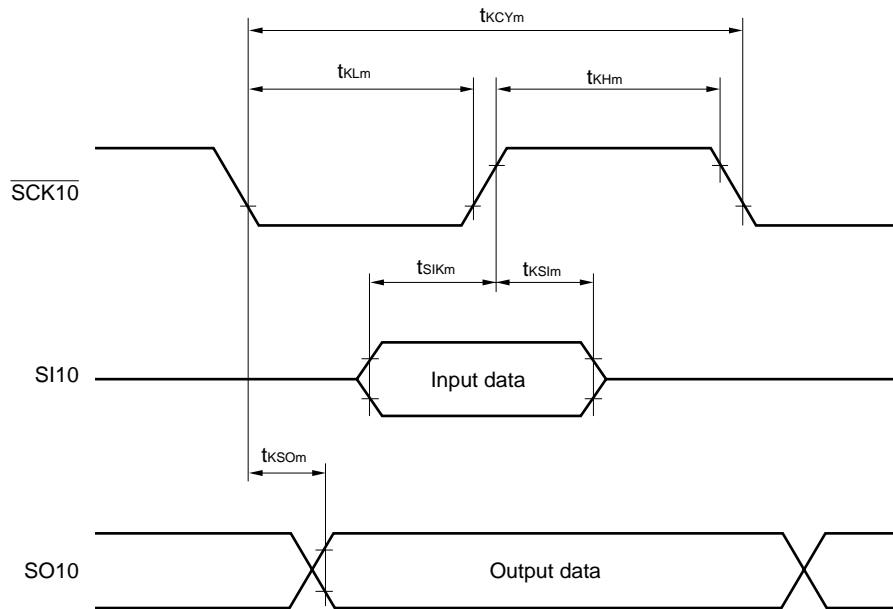 tKCYm
tKLm
tKHm
SCK10
tSIKm
tKSIm
SI10
Input data
tKSOm
SO10
Output data